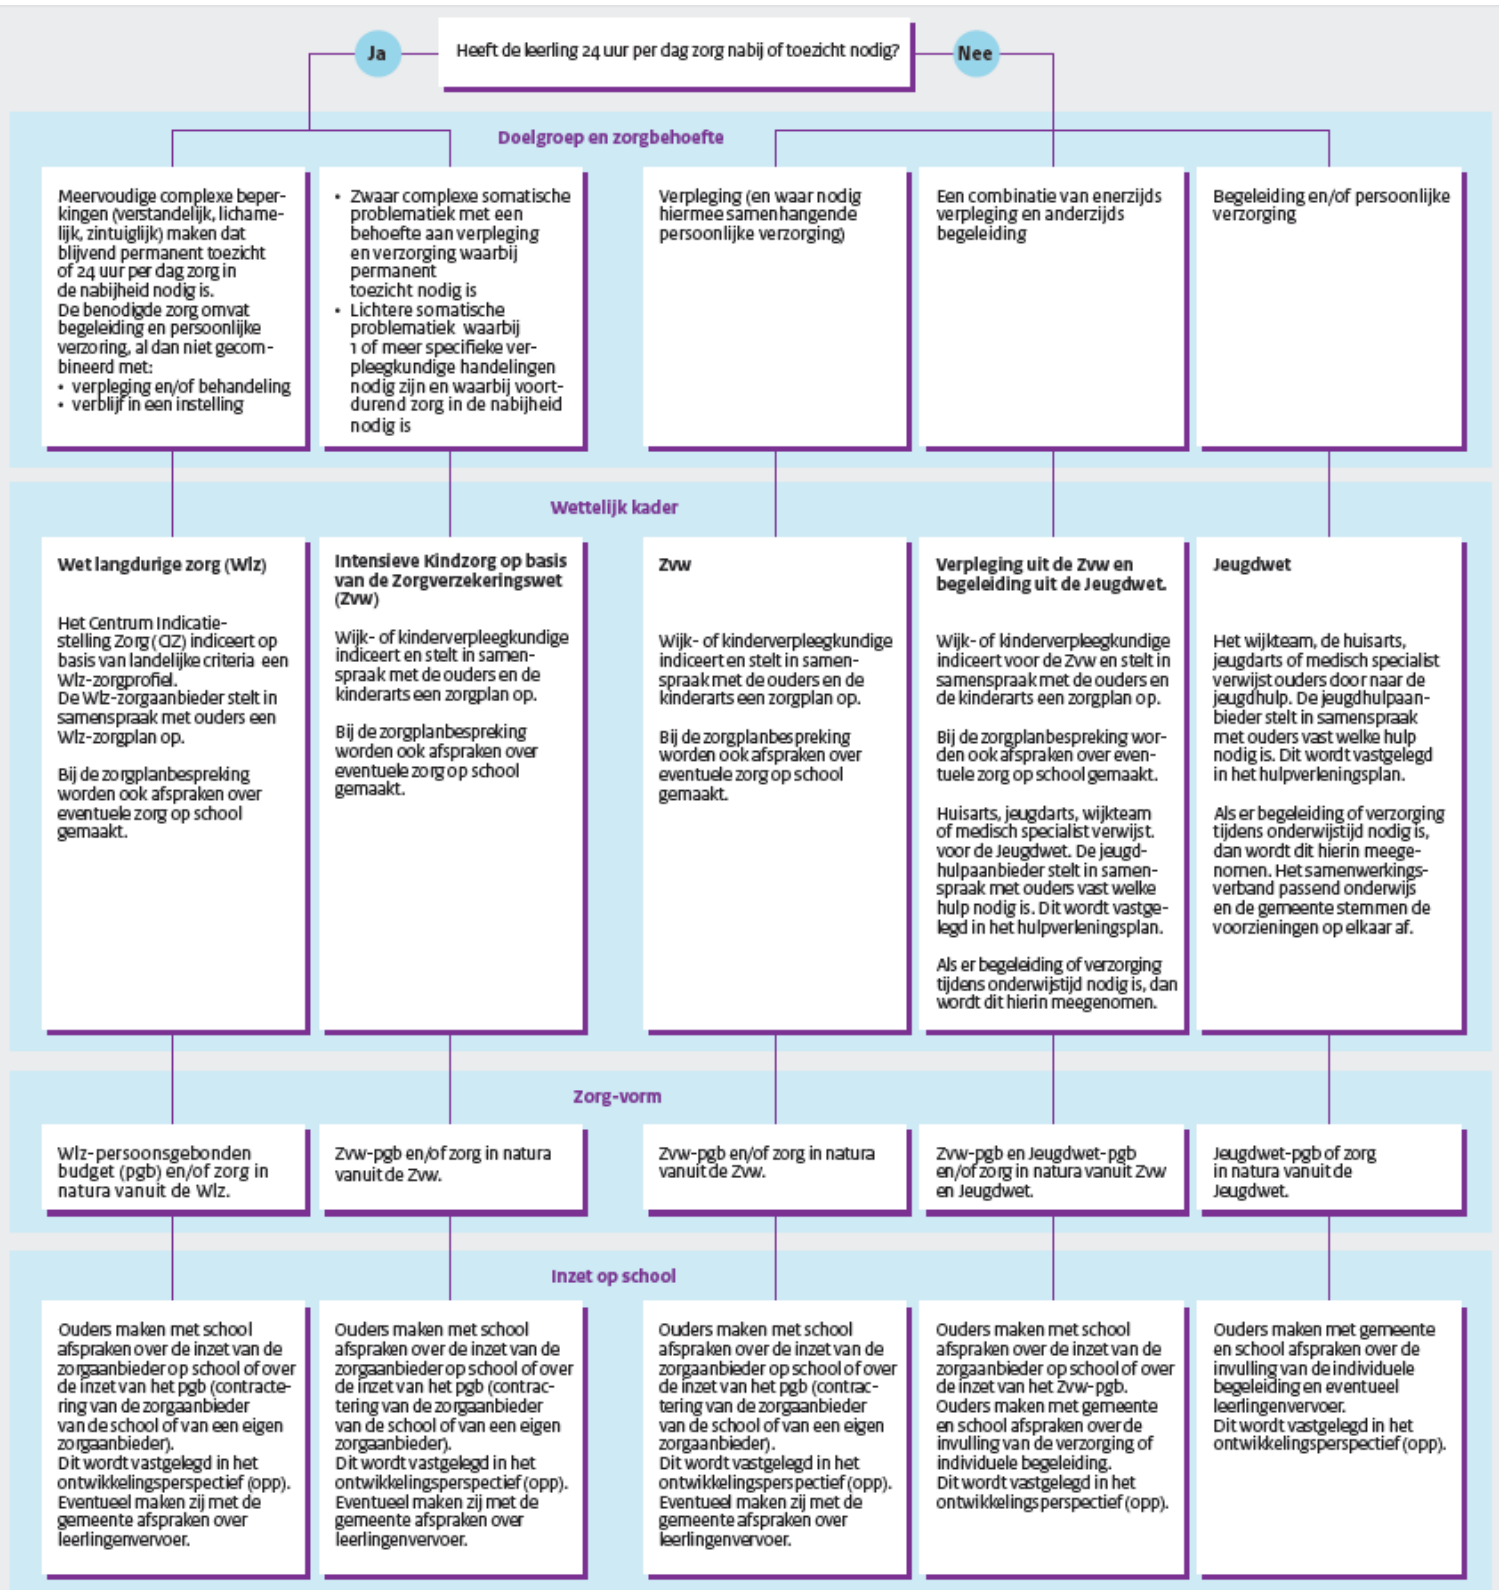 Ja
Heeft de leerling 24 uur per dag zorg nabij of toezicht nodig?
Nee
Doelgroep en zorgbehoefte
Meervoudige complexe beper-
kingen (verstandelijk, lichame-
lijk, zintuiglijk) maken dat
blijvend permanent toezicht
of 24 uur per dag zorg in
de nabijheid nodig is.
De benodigde zorg omvat
begeleiding en persoonlijke
verzoring, al dan niet gecom-
bineerd met:
• verpleging en/of behandeling
• verblijf in een instelling
• Zwaar complexe somatische
problematiek met een
behoefte aan verpleging
en verzorging waarbij
permanent
toezicht nodig is
• Lichtere somatische
problematiek waarbij
1 of meer specifieke ver-
pleegkundige handelingen
nodig zijn en waarbij voort-
durend zorg in de nabijheid
nodig is
Verpleging (en waar nodig
hiermee samenhangende
persoonlijke verzorging)
Een combinatie van enerzijds
verpleging en anderzijds
begeleiding
Begeleiding en/of persoonlijke
verzorging
Wettelijk kader
Wet langdurige zorg (Wlz)
Het Centrum Indicatie-
stelling Zorg (CIZ) indiceert op
basis van landelijke criteria een
Wlz-zorgprofiel.
De Wlz-zorgaanbieder stelt in
samenspraak met ouders een
Wlz-zorgplan op.
Bij de zorgplanbespreking
worden ook afspraken over
eventuele zorg op school
gemaakt.
Intensieve Kindzorg op basis
van de Zorgverzekeringswet
(Zvw)
Wijk- of kinderverpleegkundige
indiceert en stelt in samen-
spraak met de ouders en de
kinderarts een zorgplan op.
Bij de zorgplanbespreking
worden ook afspraken over
eventuele zorg op school
gemaakt.
Zvw
Wijk- of kinderverpleegkundige
indiceert en stelt in samen-
spraak met de ouders en de
kinderarts een zorgplan op.
Bij de zorgplanbespreking
worden ook afspraken over
eventuele zorg op school
gemaakt.
Verpleging uit de Zvw en
begeleiding uit de Jeugdwet.
Wijk- of kinderverpleegkundige
indiceert voor de Zvw en stelt in
samenspraak met de ouders en
de kinderarts een zorgplan op.
Bij de zorgplanbespreking wor-
den ook afspraken over even-
tuele zorg op school gemaakt.
Huisarts, jeugdarts, wijkteam
of medisch specialist verwijst.
voor de Jeugdwet. De jeugd-
hulpaanbieder stelt in samen-
spraak met ouders vast welke
hulp nodig is. Dit wordt vastge-
legd in het hulpverleningsplan.
Als er begeleiding of verzorging
tijdens onderwijstijd nodig is, dan
wordt dit hierin meegenomen.
Jeugdwet
Het wijkteam, de huisarts,
jeugdarts of medisch specialist
verwijst ouders door naar de
jeugdhulp. De jeugdhulpaan-
bieder stelt in samenspraak
met ouders vast welke hulp
nodig is. Dit wordt vastgelegd
in het hulpverleningsplan.
Als er begeleiding of verzorging
tijdens onderwijstijd nodig is,
dan wordt dit hierin meege-
nomen. Het samenwerkings-
verband passend onderwijs
en de gemeente stemmen de
voorzieningen op elkaar af.
Zorg-vorm
Wlz-persoonsgebonden
budget (pgb) en/of zorg in
natura vanuit de Wlz.
Zvw-pgb en/of zorg in natura
vanuit de Zvw.
Zvw-pgb en/of zorg in natura
vanuit de Zvw.
Zvw-pgb en Jeugdwet-pgb
en/of zorg in natura vanuit Zvw
en Jeugdwet.
Jeugdwet-pgb of zorg
in natura vanuit de
Jeugdwet.
Inzet op school
Ouders maken met school
afspraken over de inzet van de
zorgaanbieder op school of over
de inzet van het pgb (contracte-
ring van de zorgaanbieder
van de school of van een eigen
zorgaanbieder).
Dit wordt vastgelegd in het
ontwikkelingsperspectief (opp).
Eventueel maken zij met de
gemeente afspraken over
leerlingenvervoer.
Ouders maken met school
afspraken over de inzet van de
zorgaanbieder op school of over
de inzet van het pgb (contrac-
tering van de zorgaanbieder
van de school of van een eigen
zorgaanbieder).
Dit wordt vastgelegd in het
ontwikkelingsperspectief (opp).
Eventueel maken zij met de
gemeente afspraken over
leerlingenvervoer.
Ouders maken met school
afspraken over de inzet van de
zorgaanbieder op school of over
de inzet van het pgb (contrac-
tering van de zorgaanbieder
van de school of van een eigen
zorgaanbieder).
Dit wordt vastgelegd in het
ontwikkelingsperspectief (opp).
Eventueel maken zij met de
gemeente afspraken over
leerlingenvervoer.
Ouders maken met school
afspraken over de inzet van de
zorgaanbieder op school of over
de inzet van het Zvw-pgb.
Ouders maken met gemeente
en school afspraken over de
invulling van de verzorging of
individuele begeleiding.
Dit wordt vastgelegd in het
ontwikkelingsperspectief (opp).
Ouders maken met gemeente
en school afspraken over de
invulling van de individuele
begeleiding en eventueel
leerlingenvervoer.
Dit wordt vastgelegd in het
ontwikkelingsperspectief (opp).